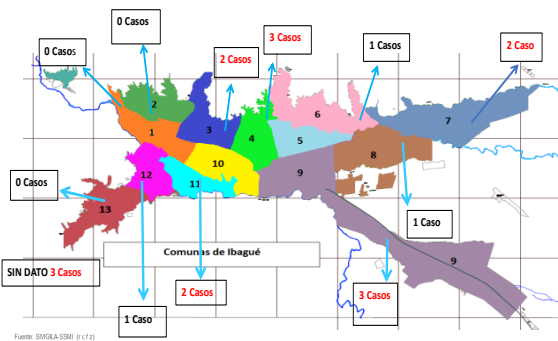 0 Casos
0 Casos
2 Casos
3 Casos
1 Casos
2 Caso
2
1
3
4
5
6
7
8
9
10
11
12
13
0 Casos
1 Caso
Comunas de Ibagué
9
SIN DATO 3 Casos
2 Casos
3 Casos
1 Caso
Fuente: SIVIGILA-SSMI (r c f z)